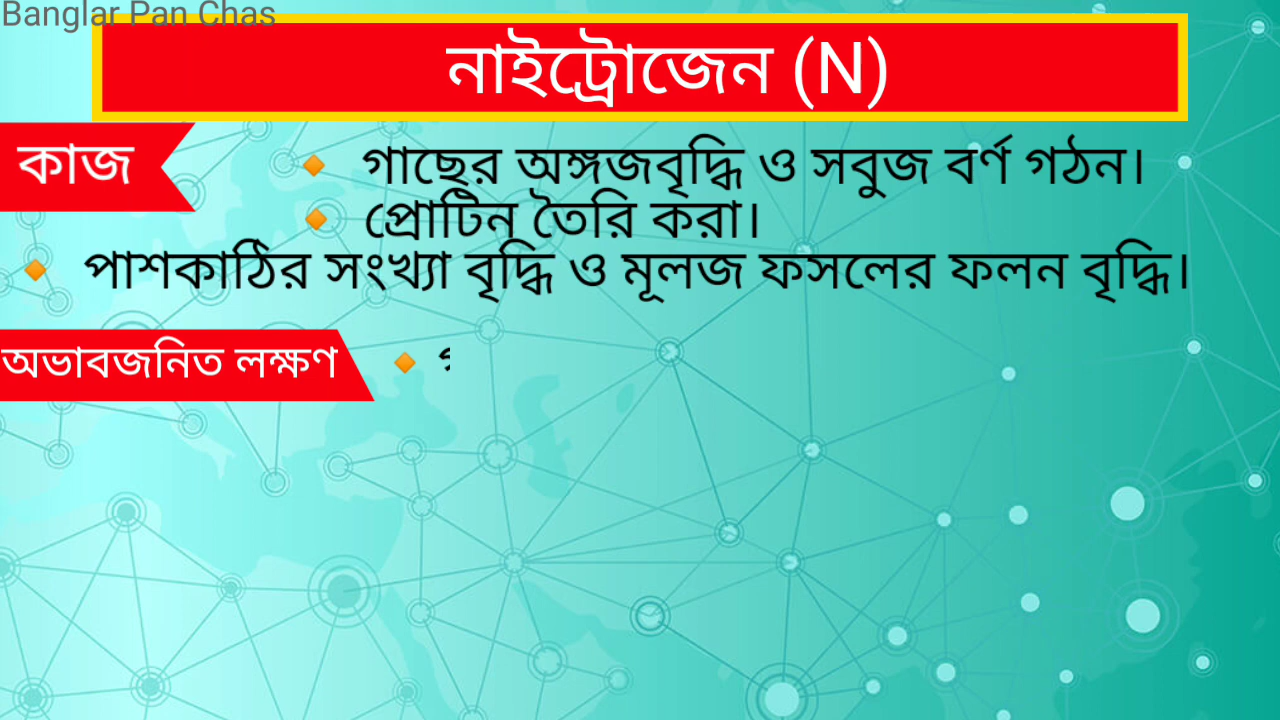 Banglar Pan Chas
নাইট্রোজেন (N)
কাজ
গাছের অঙ্গজবৃদ্ধি ও সবুজ বর্ণ গঠন।
প্রোটিন তৈরি করা।
পাশকাঠির সংখ্যা বৃদ্ধি ও মূলজ ফসলের ফলন বৃদ্ধি।
অভাবজনিত লক্ষণ